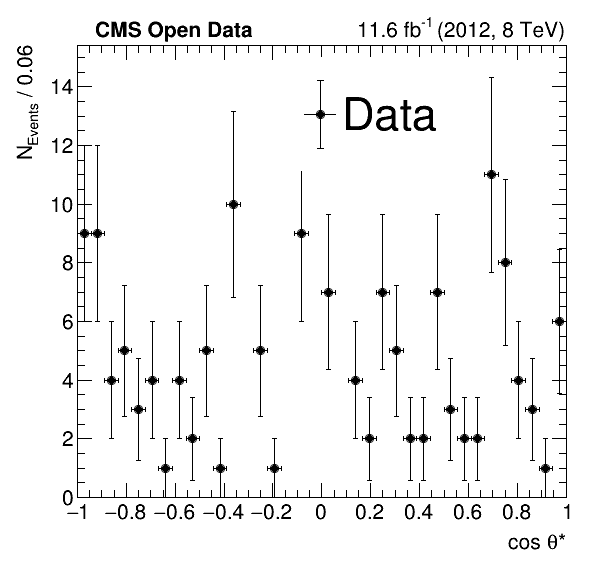 CMS Open Data 11.6 fb⁻¹ (2012, 8 TeV)
N_Events / 0.06
14
Data
12
10
8
6
4
2
0
−1 −0.8 −0.6 −0.4 −0.2 0 0.2 0.4 0.6 0.8 1
cos θ*